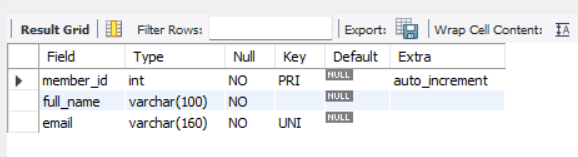 Result Grid Filter Rows: Export: Wrap Cell Content: IA
Field Type Null Key Default Extra
member_id int NO PRI NULL auto_increment
full_name varchar(100) NO NULL
email varchar(160) NO UNI NULL